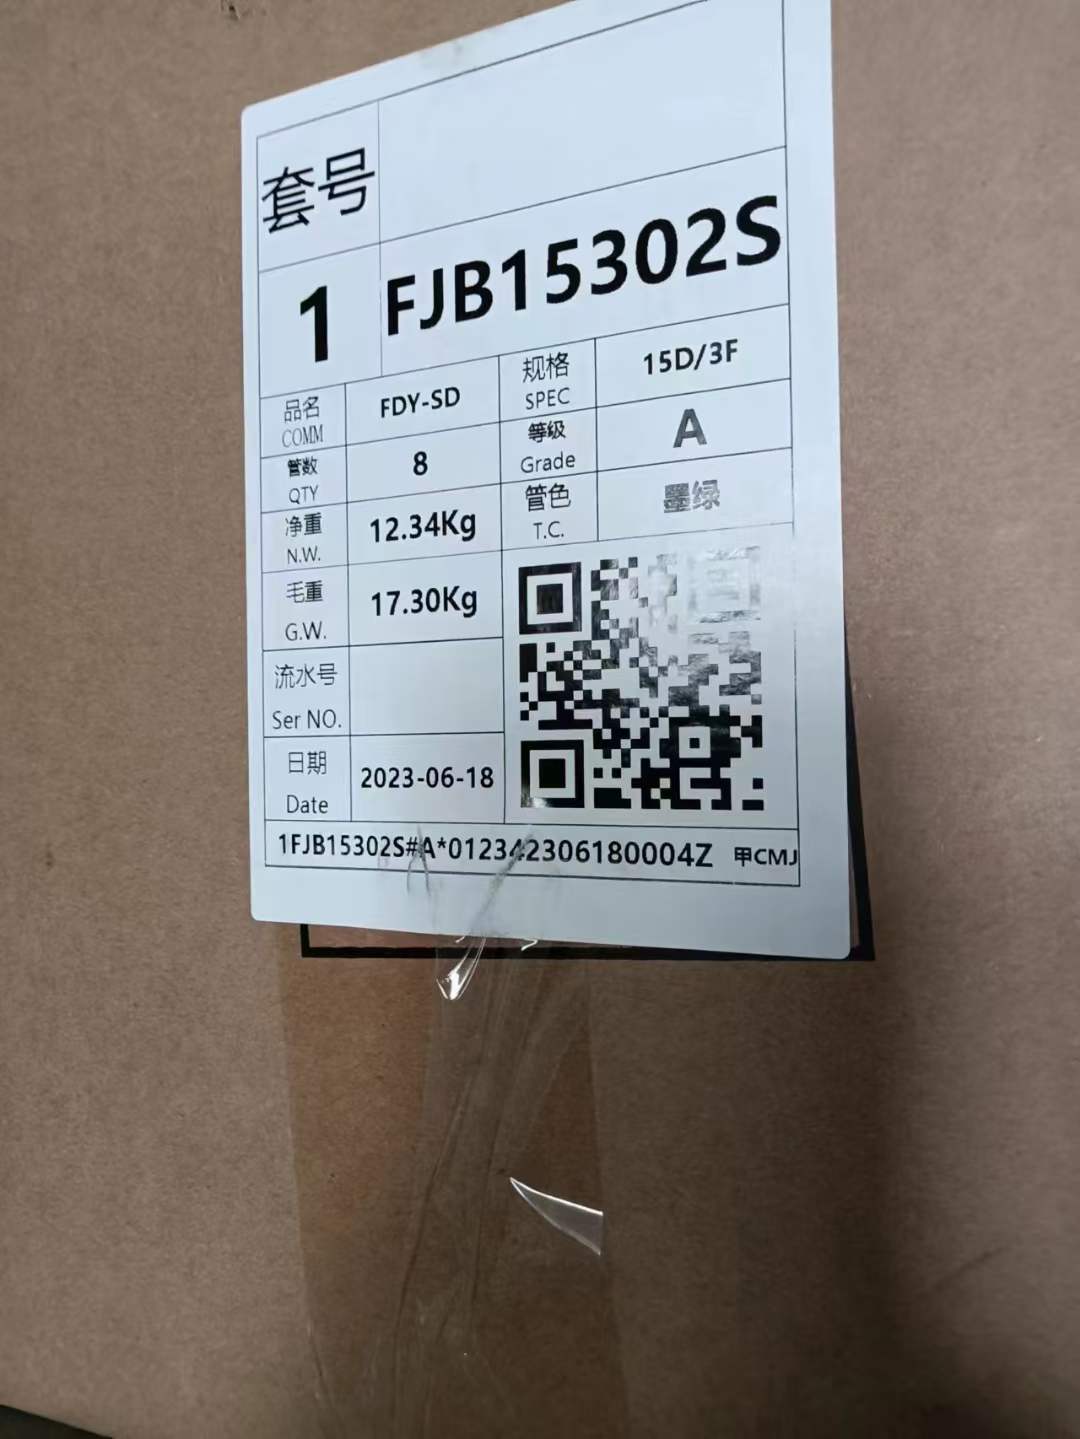 套号
1 FJB15302S
品名 COMM FDY-SD 规格 SPEC 15D/3F
管数 QTY 8 等级 Grade A
净重 N.W. 12.34Kg 管色 T.C. 墨绿
毛重 G.W. 17.30Kg
流水号 Ser NO.
日期 Date 2023-06-18
1FJB15302S#A*012342306180004Z 甲CMJ